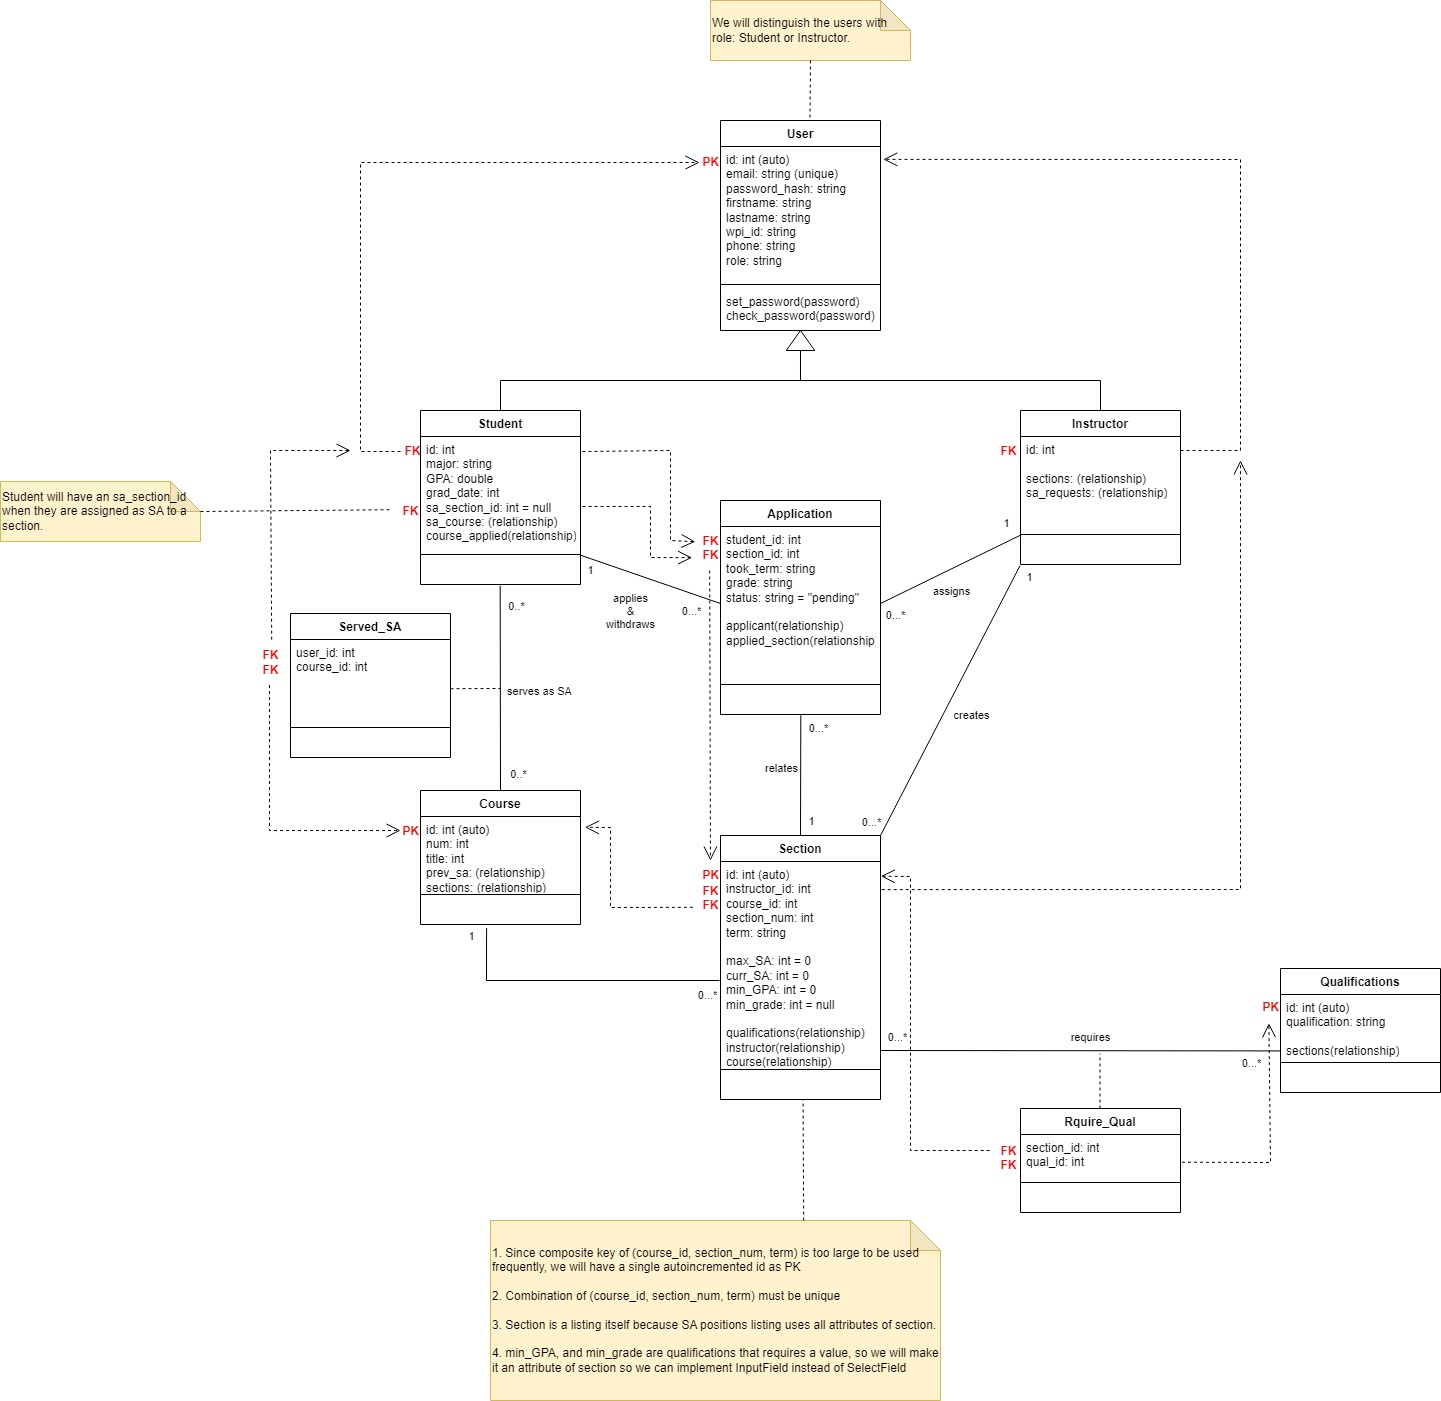 We will distinguish the users with
role: Student or Instructor.
User
PK
id: int (auto)
email: string (unique)
password_hash: string
firstname: string
lastname: string
wpi_id: string
phone: string
role: string
set_password(password)
check_password(password)
Student
FK
id: int
major: string
GPA: double
grad_date: int
FK
sa_section_id: int = null
sa_course: (relationship)
course_applied(relationship)
Instructor
FK
id: int
sections: (relationship)
sa_requests: (relationship)
Student will have an sa_section_id
when they are assigned as SA to a
section.
Application
FK
student_id: int
FK
section_id: int
took_term: string
grade: string
status: string = "pending"
applicant(relationship)
applied_section(relationship
1
applies
&
withdraws
0...*
1
assigns
0...*
1
creates
0...*
0..*
serves as SA
0..*
Served_SA
FK
user_id: int
FK
course_id: int
0...*
relates
1
Course
PK
id: int (auto)
num: int
title: int
prev_sa: (relationship)
sections: (relationship)
1
0...*
Section
PK
id: int (auto)
FK
instructor_id: int
FK
course_id: int
section_num: int
term: string
max_SA: int = 0
curr_SA: int = 0
min_GPA: int = 0
min_grade: int = null
qualifications(relationship)
instructor(relationship)
course(relationship)
0...*
requires
0...*
Qualifications
PK
id: int (auto)
qualification: string
sections(relationship)
Rquire_Qual
FK
section_id: int
FK
qual_id: int
1. Since composite key of (course_id, section_num, term) is too large to be used
frequently, we will have a single autoincremented id as PK
2. Combination of (course_id, section_num, term) must be unique
3. Section is a listing itself because SA positions listing uses all attributes of section.
4. min_GPA, and min_grade are qualifications that requires a value, so we will make
it an attribute of section so we can implement InputField instead of SelectField